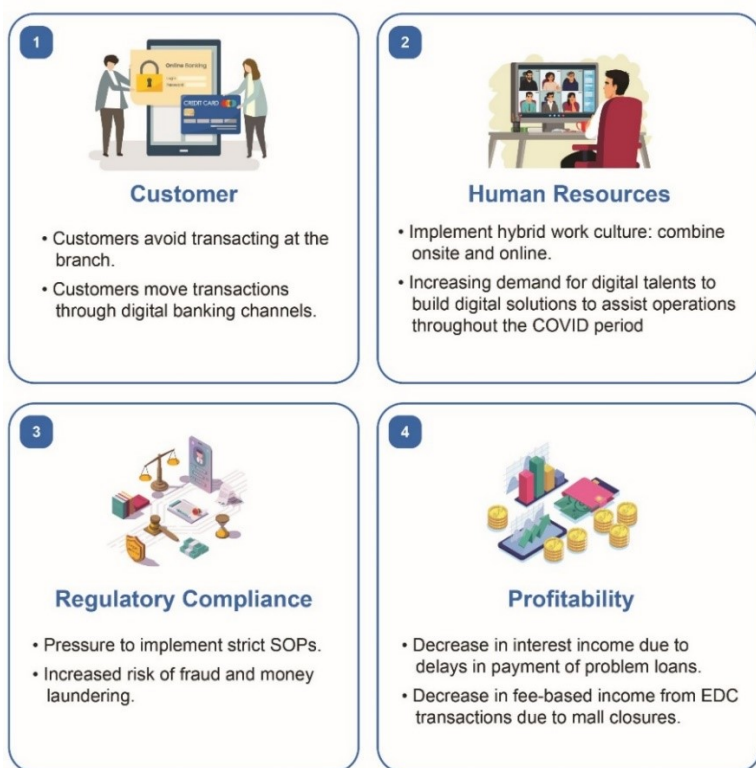 1
Online Banking
CREDIT CARD
Customer
• Customers avoid transacting at the
branch.
• Customers move transactions
through digital banking channels.
2
Human Resources
• Implement hybrid work culture: combine
onsite and online.
• Increasing demand for digital talents to
build digital solutions to assist operations
throughout the COVID period
3
Regulatory Compliance
• Pressure to implement strict SOPs.
• Increased risk of fraud and money
laundering.
4
Profitability
• Decrease in interest income due to
delays in payment of problem loans.
• Decrease in fee-based income from EDC
transactions due to mall closures.